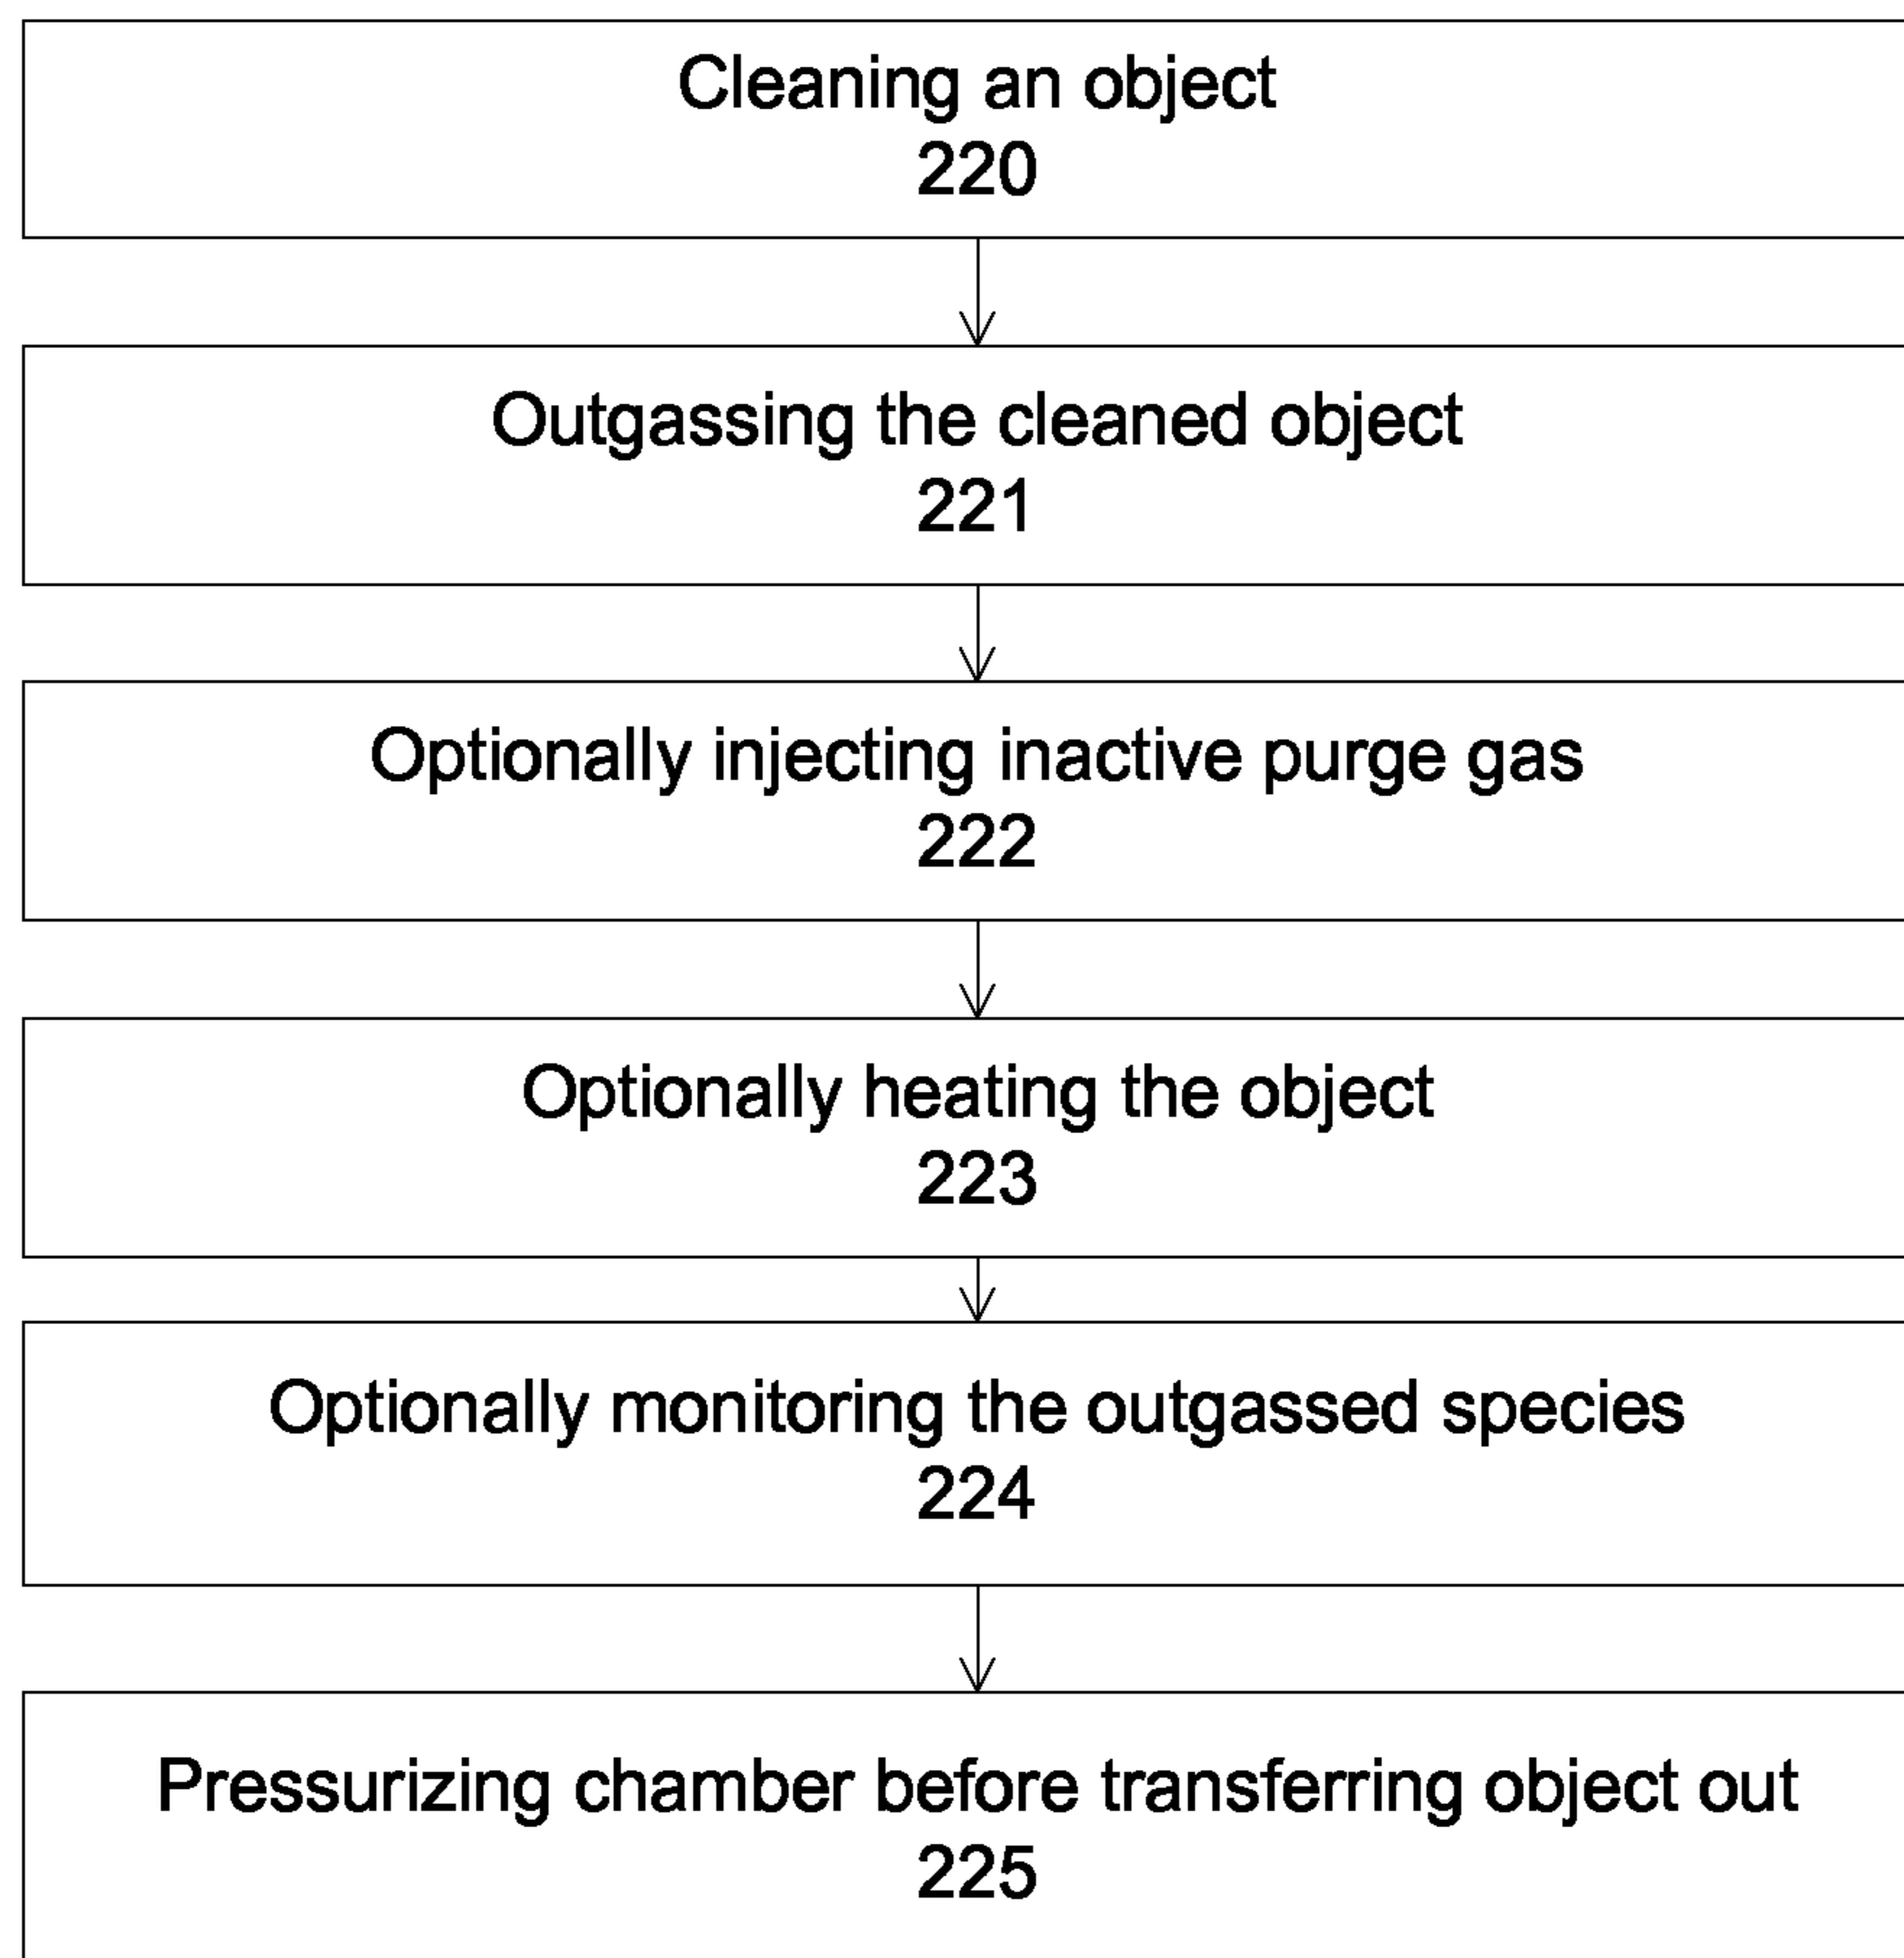 Cleaning an object
220
Outgassing the cleaned object
221
Optionally injecting inactive purge gas
222
Optionally heating the object
223
Optionally monitoring the outgassed species
224
Pressurizing chamber before transferring object out
225